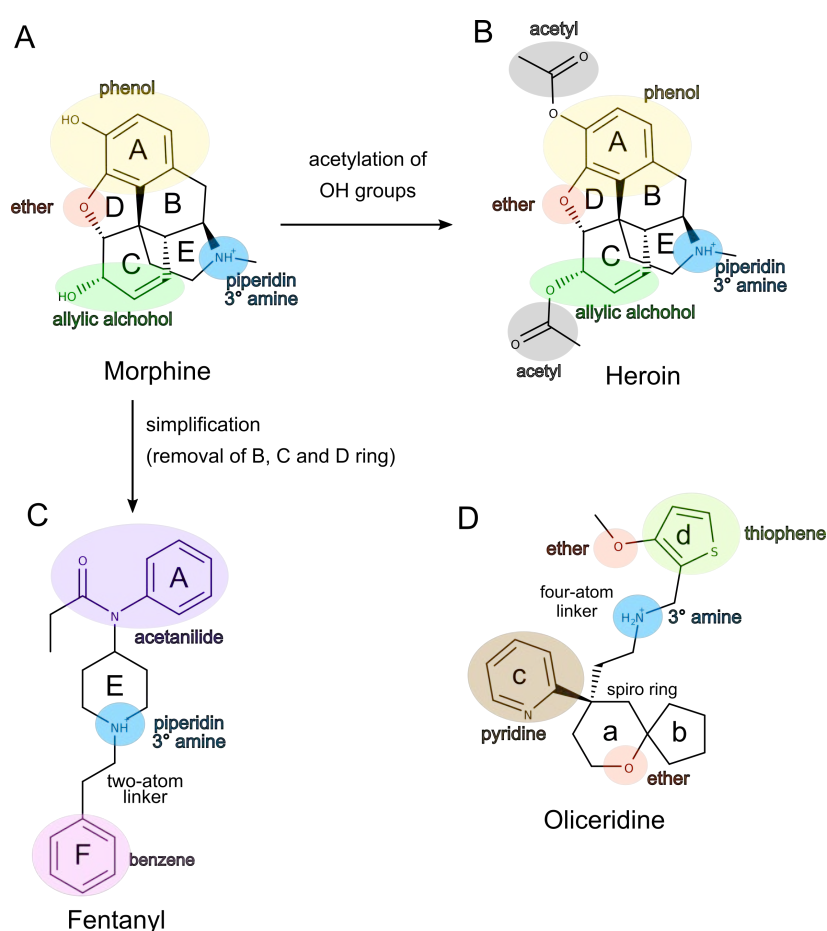 A
phenol
HO
A
ether
O
D
B
C
E
NH+
HO
piperidin
3° amine
allylic alchohol
Morphine
acetylation of
OH groups
B
acetyl
O
O
phenol
A
ether
O
D
B
C
E
NH+
piperidin
3° amine
O
allylic alchohol
O
acetyl
Heroin
simplification
(removal of B, C and D ring)
C
O
A
N
acetanilide
E
NH
piperidin
3° amine
two-atom
linker
F
benzene
Fentanyl
D
ether
O
d
S
thiophene
four-atom
linker
H2N+
3° amine
c
N
pyridine
spiro ring
a
b
O
ether
Oliceridine